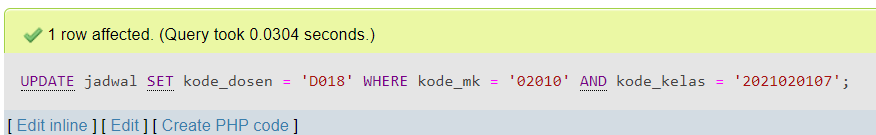 1 row affected. (Query took 0.0304 seconds.)
UPDATE jadwal SET kode_dosen = 'D018' WHERE kode_mk = '02010' AND kode_kelas = '2021020107';
[ Edit inline ] [ Edit ] [ Create PHP code ]